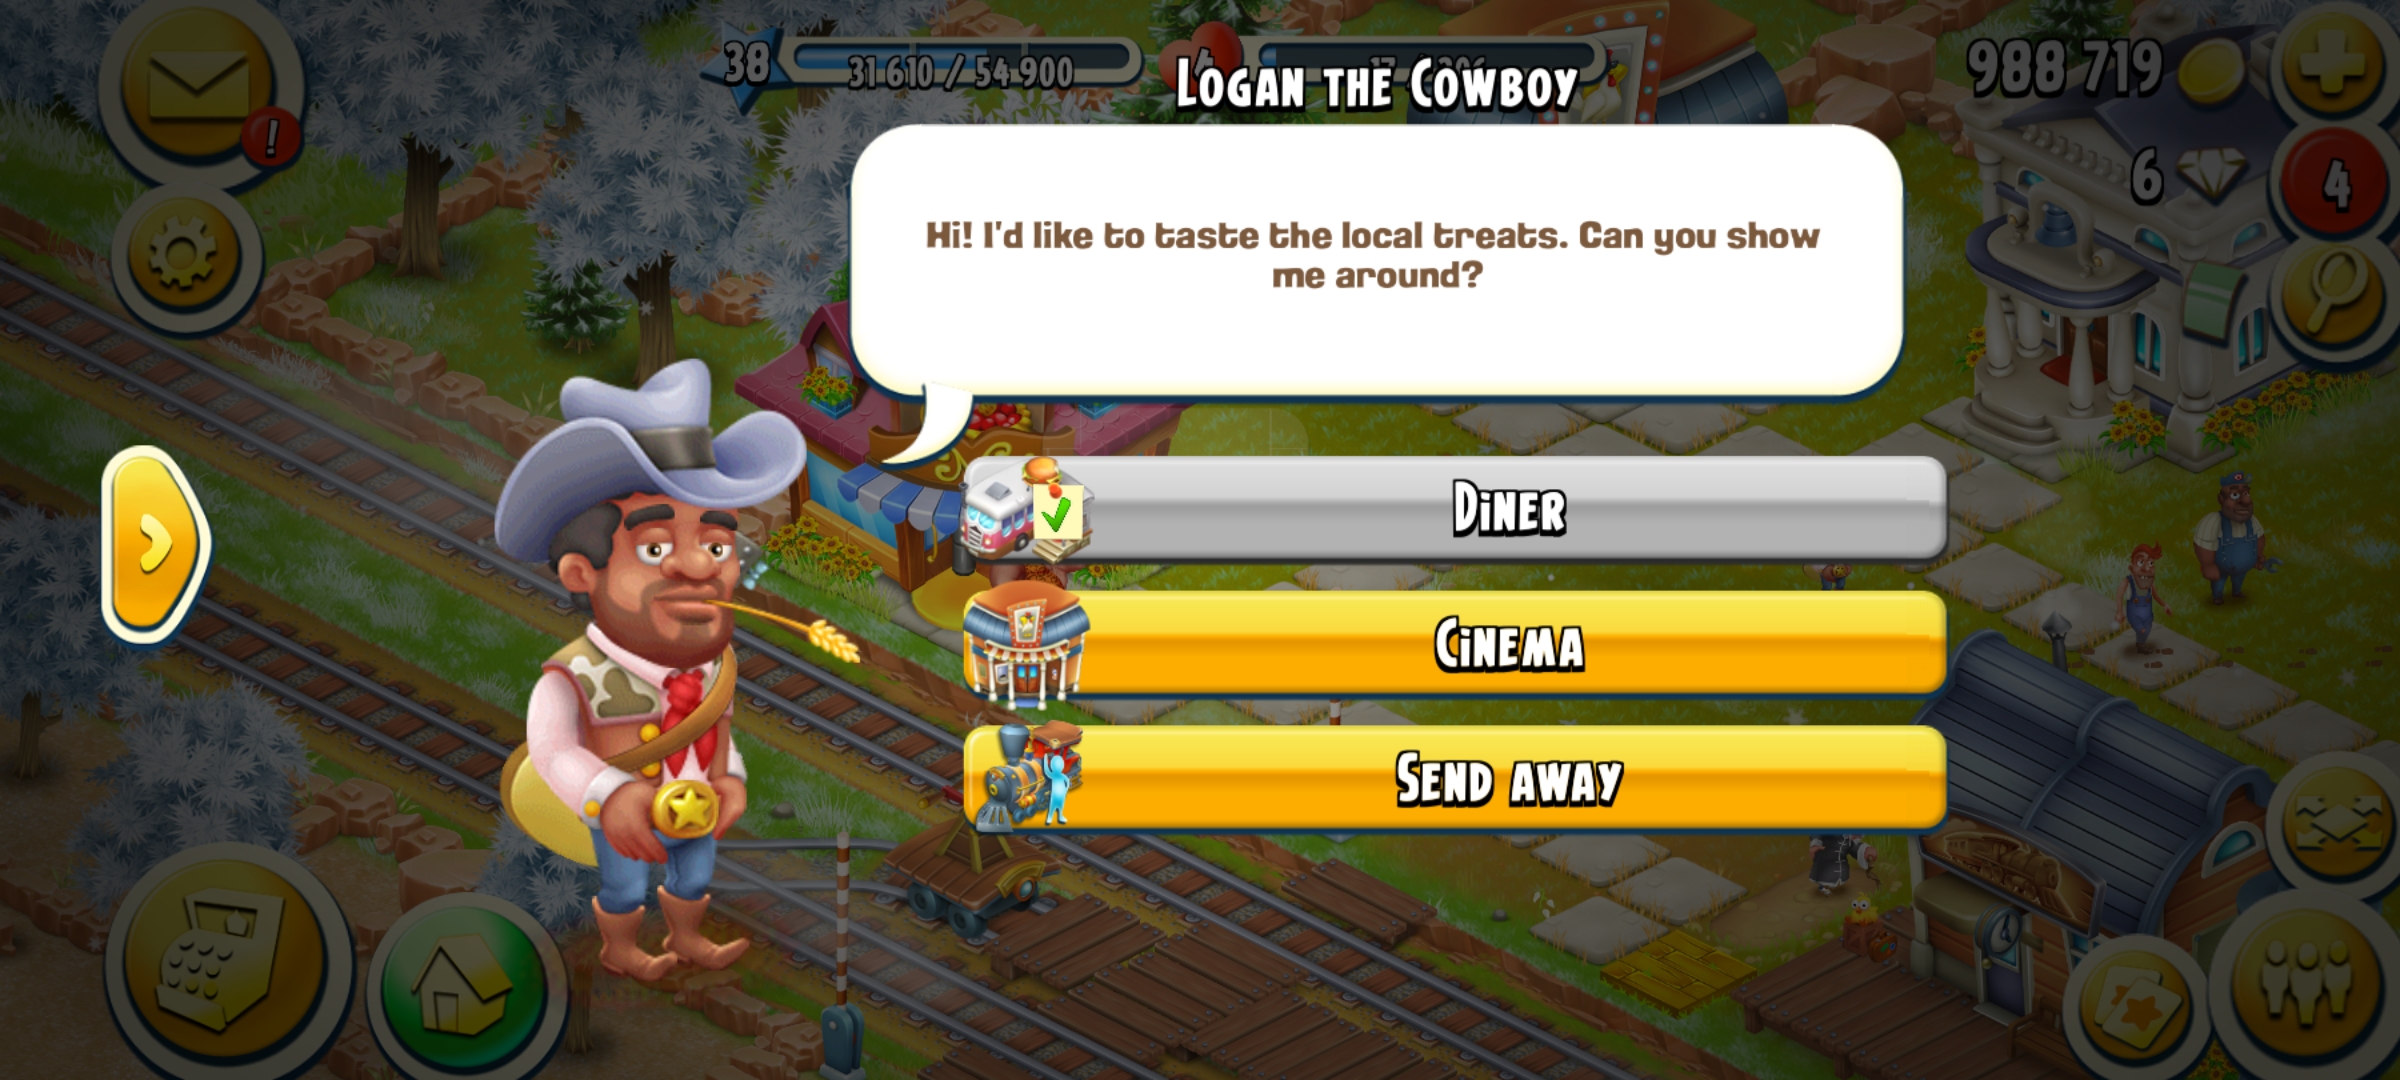 38
31 610 / 54 900
4
LOGAN THE COWBOY
988 719
6
4
Hi! I'd like to taste the local treats. Can you show
me around?
DINER
CINEMA
SEND AWAY